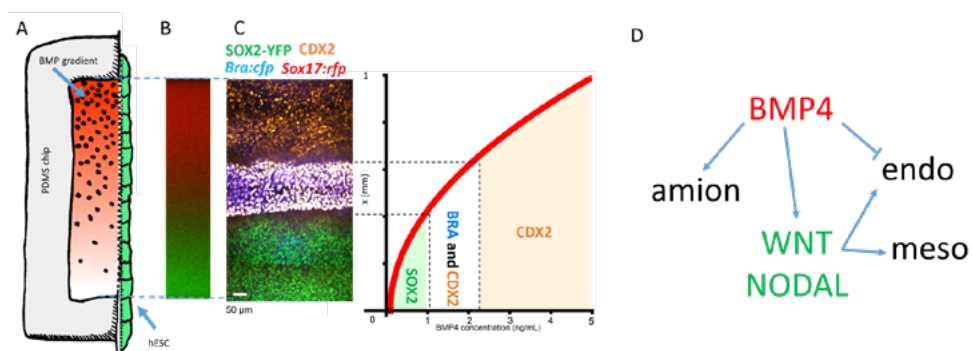 A
B
C
D
BMP gradient
PDMS chip
hESC
SOX2-YFP CDX2
Bra:cfp Sox17:rfp
50 µm
1
x (mm)
SOX2
BRA and CDX2
CDX2
0 1 2 3 4 5
BMP4 concentration (ng/mL)
BMP4
amion
endo
WNT
NODAL
meso